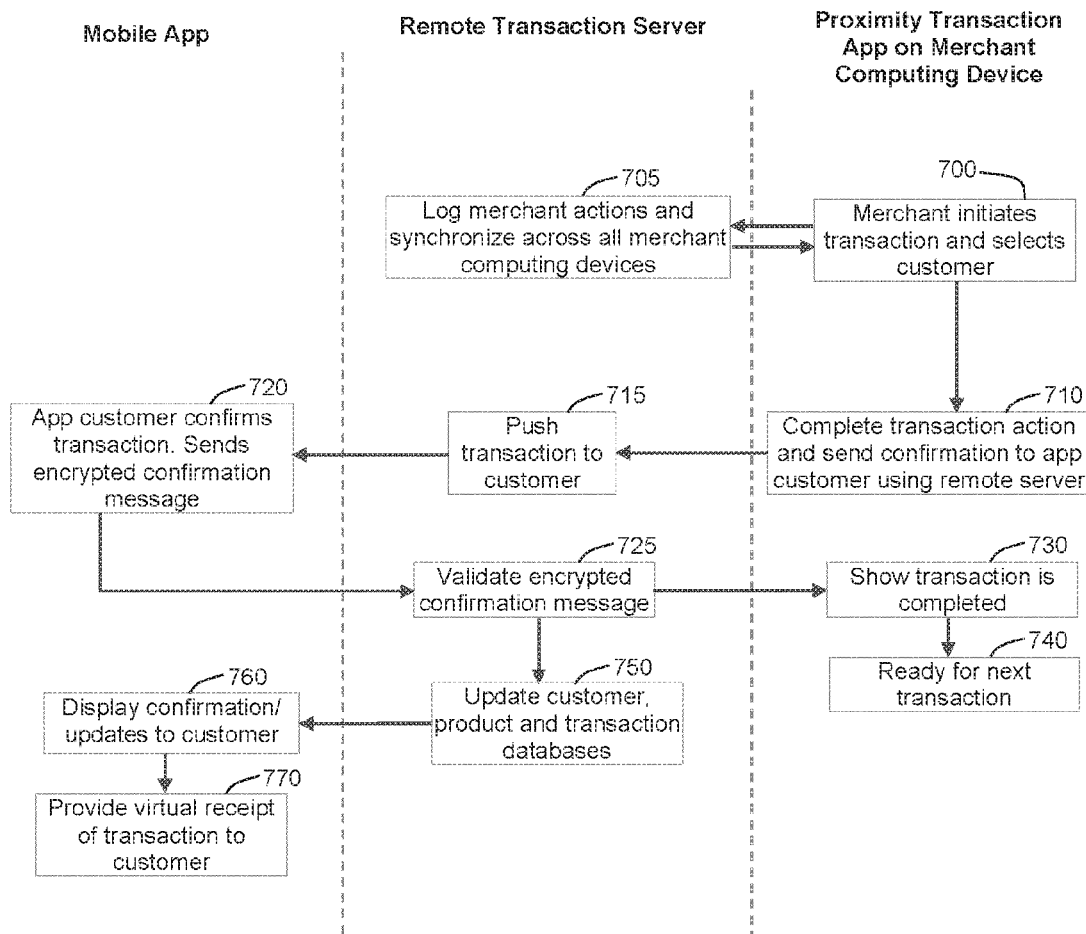 Mobile App
Remote Transaction Server
Proximity Transaction
App on Merchant
Computing Device
705
Log merchant actions and
synchronize across all merchant
computing devices
700
Merchant initiates
transaction and selects
customer
720
App customer confirms
transaction. Sends
encrypted confirmation
message
715
Push
transaction to
customer
710
Complete transaction action
and send confirmation to app
customer using remote server
725
Validate encrypted
confirmation message
730
Show transaction is
completed
740
Ready for next
transaction
750
Update customer,
product and transaction
databases
760
Display confirmation/
updates to customer
770
Provide virtual receipt
of transaction to
customer